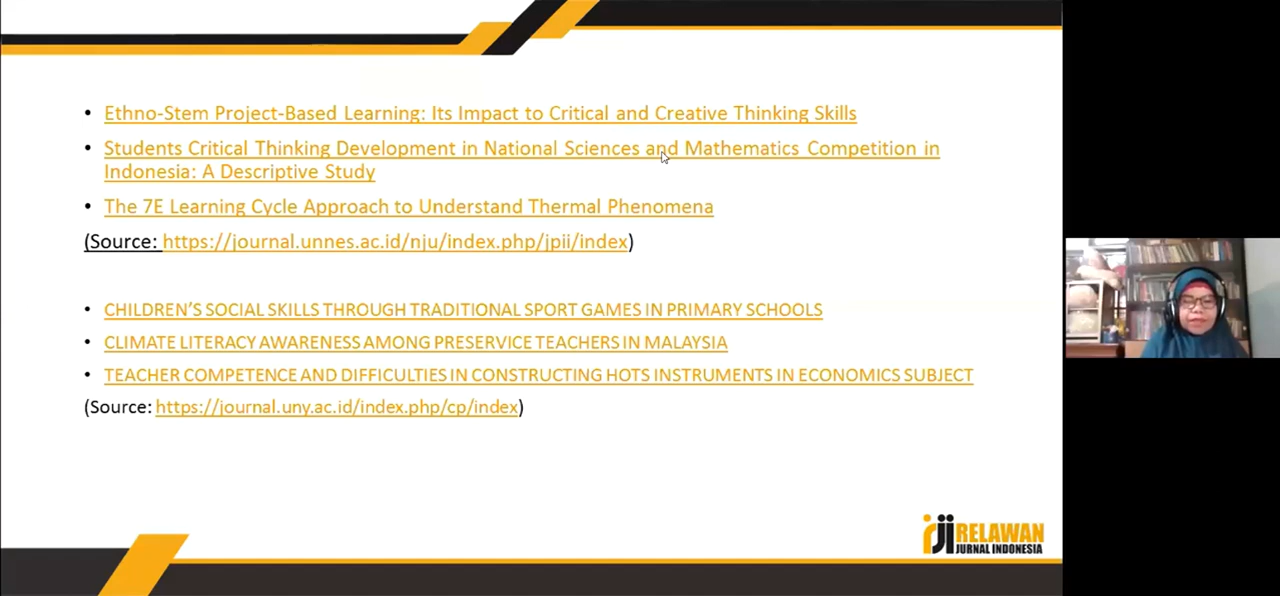 • Ethno-Stem Project-Based Learning: Its Impact to Critical and Creative Thinking Skills
• Students Critical Thinking Development in National Sciences and Mathematics Competition in
Indonesia: A Descriptive Study
• The 7E Learning Cycle Approach to Understand Thermal Phenomena
(Source: https://journal.unnes.ac.id/nju/index.php/jpii/index)
• CHILDREN’S SOCIAL SKILLS THROUGH TRADITIONAL SPORT GAMES IN PRIMARY SCHOOLS
• CLIMATE LITERACY AWARENESS AMONG PRESERVICE TEACHERS IN MALAYSIA
• TEACHER COMPETENCE AND DIFFICULTIES IN CONSTRUCTING HOTS INSTRUMENTS IN ECONOMICS SUBJECT
(Source: https://journal.uny.ac.id/index.php/cp/index)
rji RELAWAN
JURNAL INDONESIA